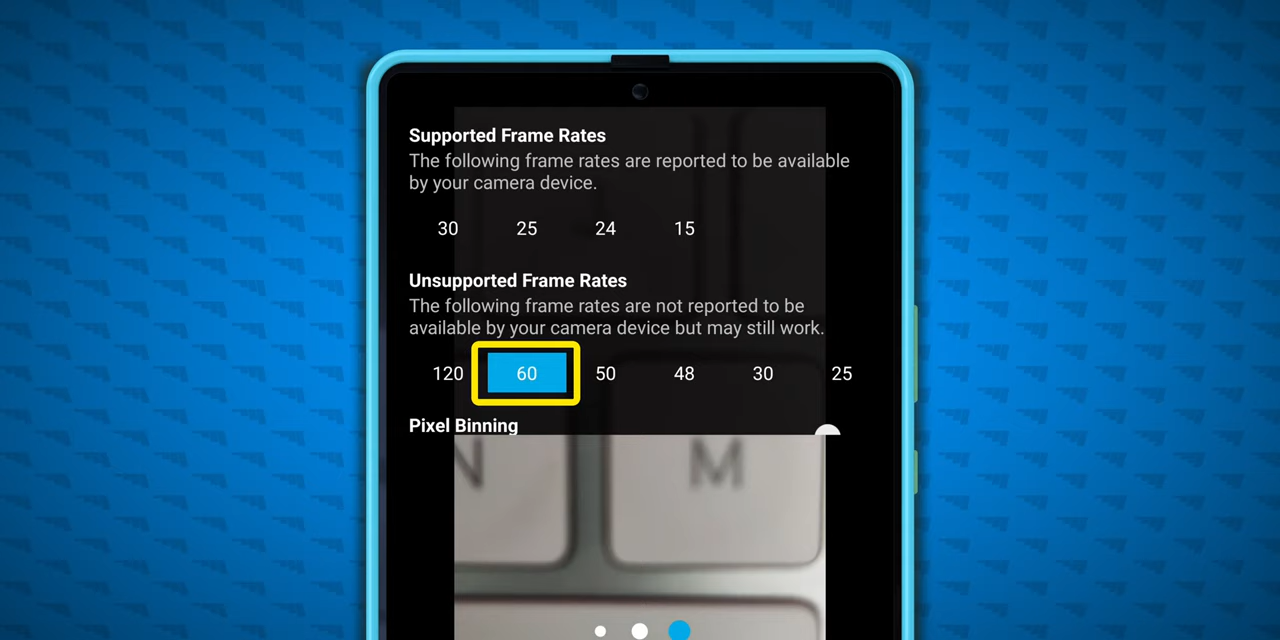 Supported Frame Rates
The following frame rates are reported to be available
by your camera device.
30 25 24 15
Unsupported Frame Rates
The following frame rates are not reported to be
available by your camera device but may still work.
120 60 50 48 30 25
Pixel Binning
N M